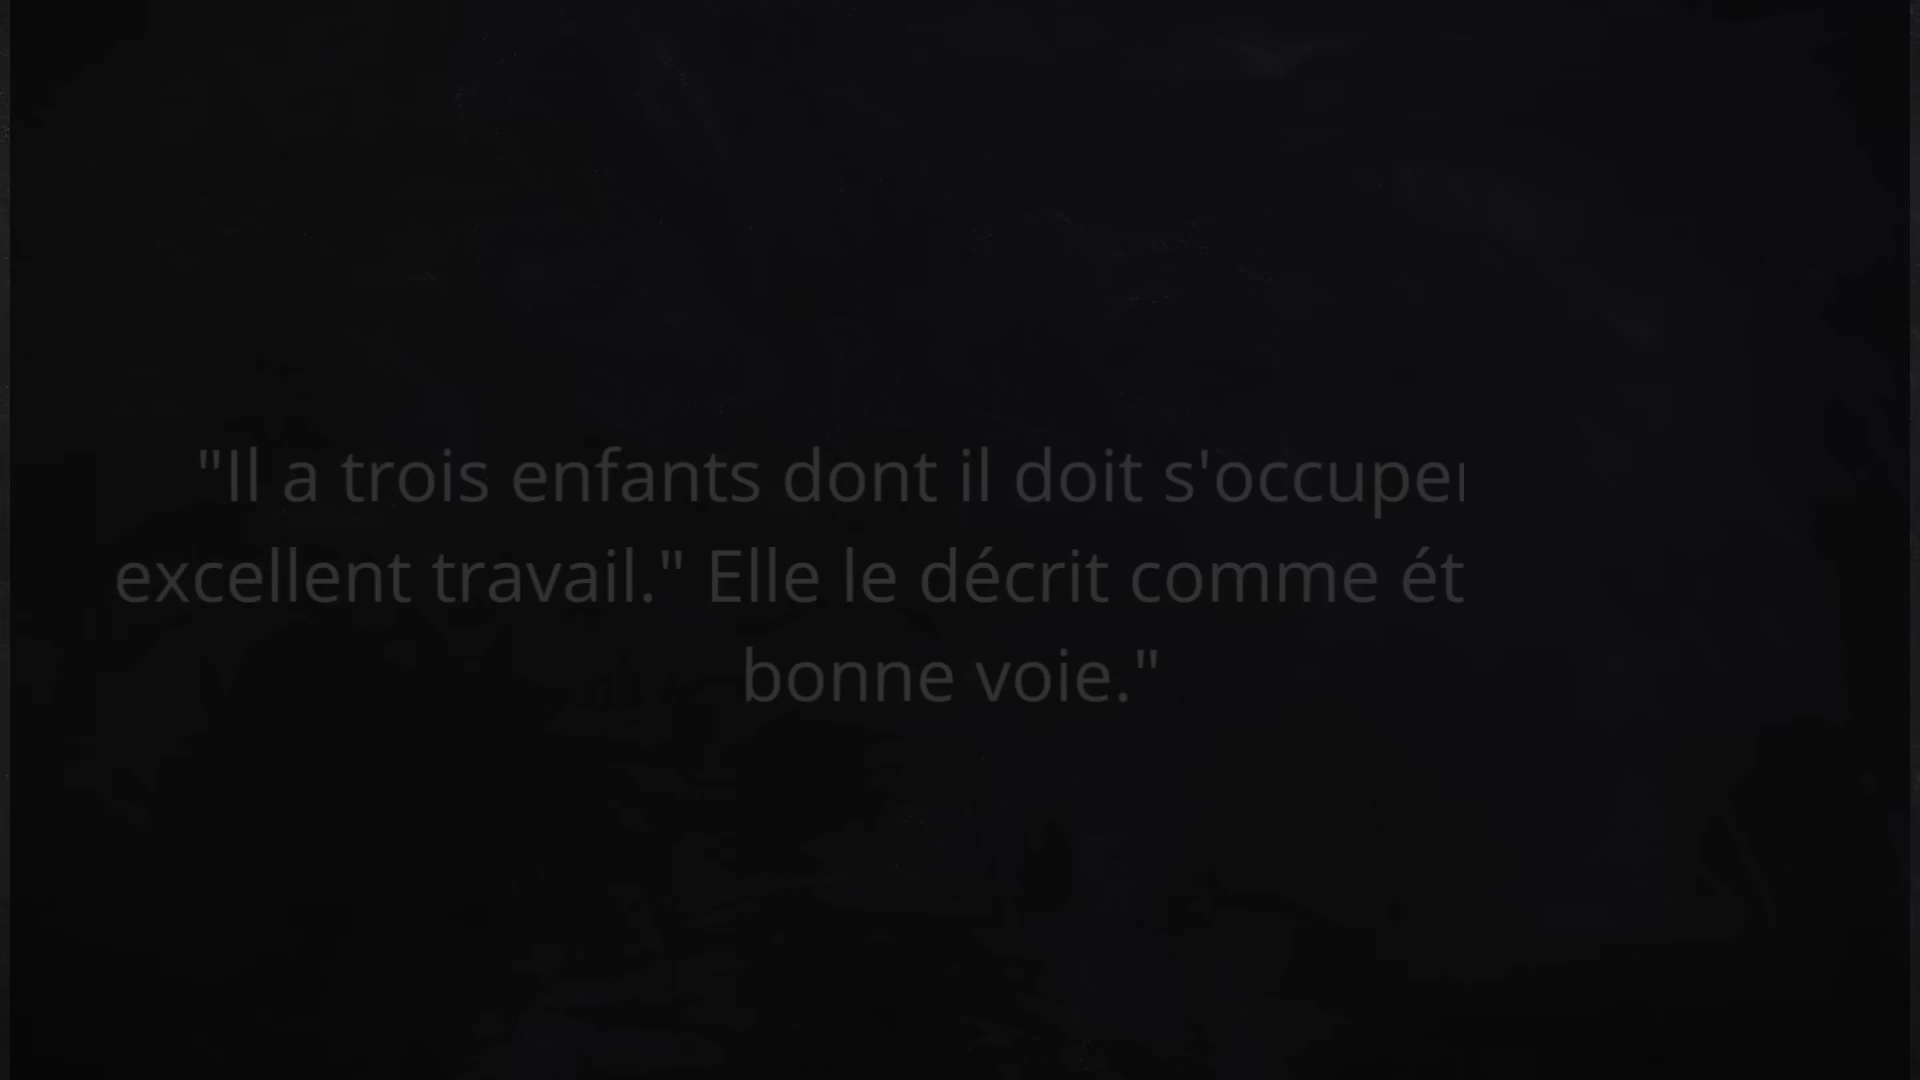 "Il a trois enfants dont il doit s'occuper
excellent travail." Elle le décrit comme ét
bonne voie."